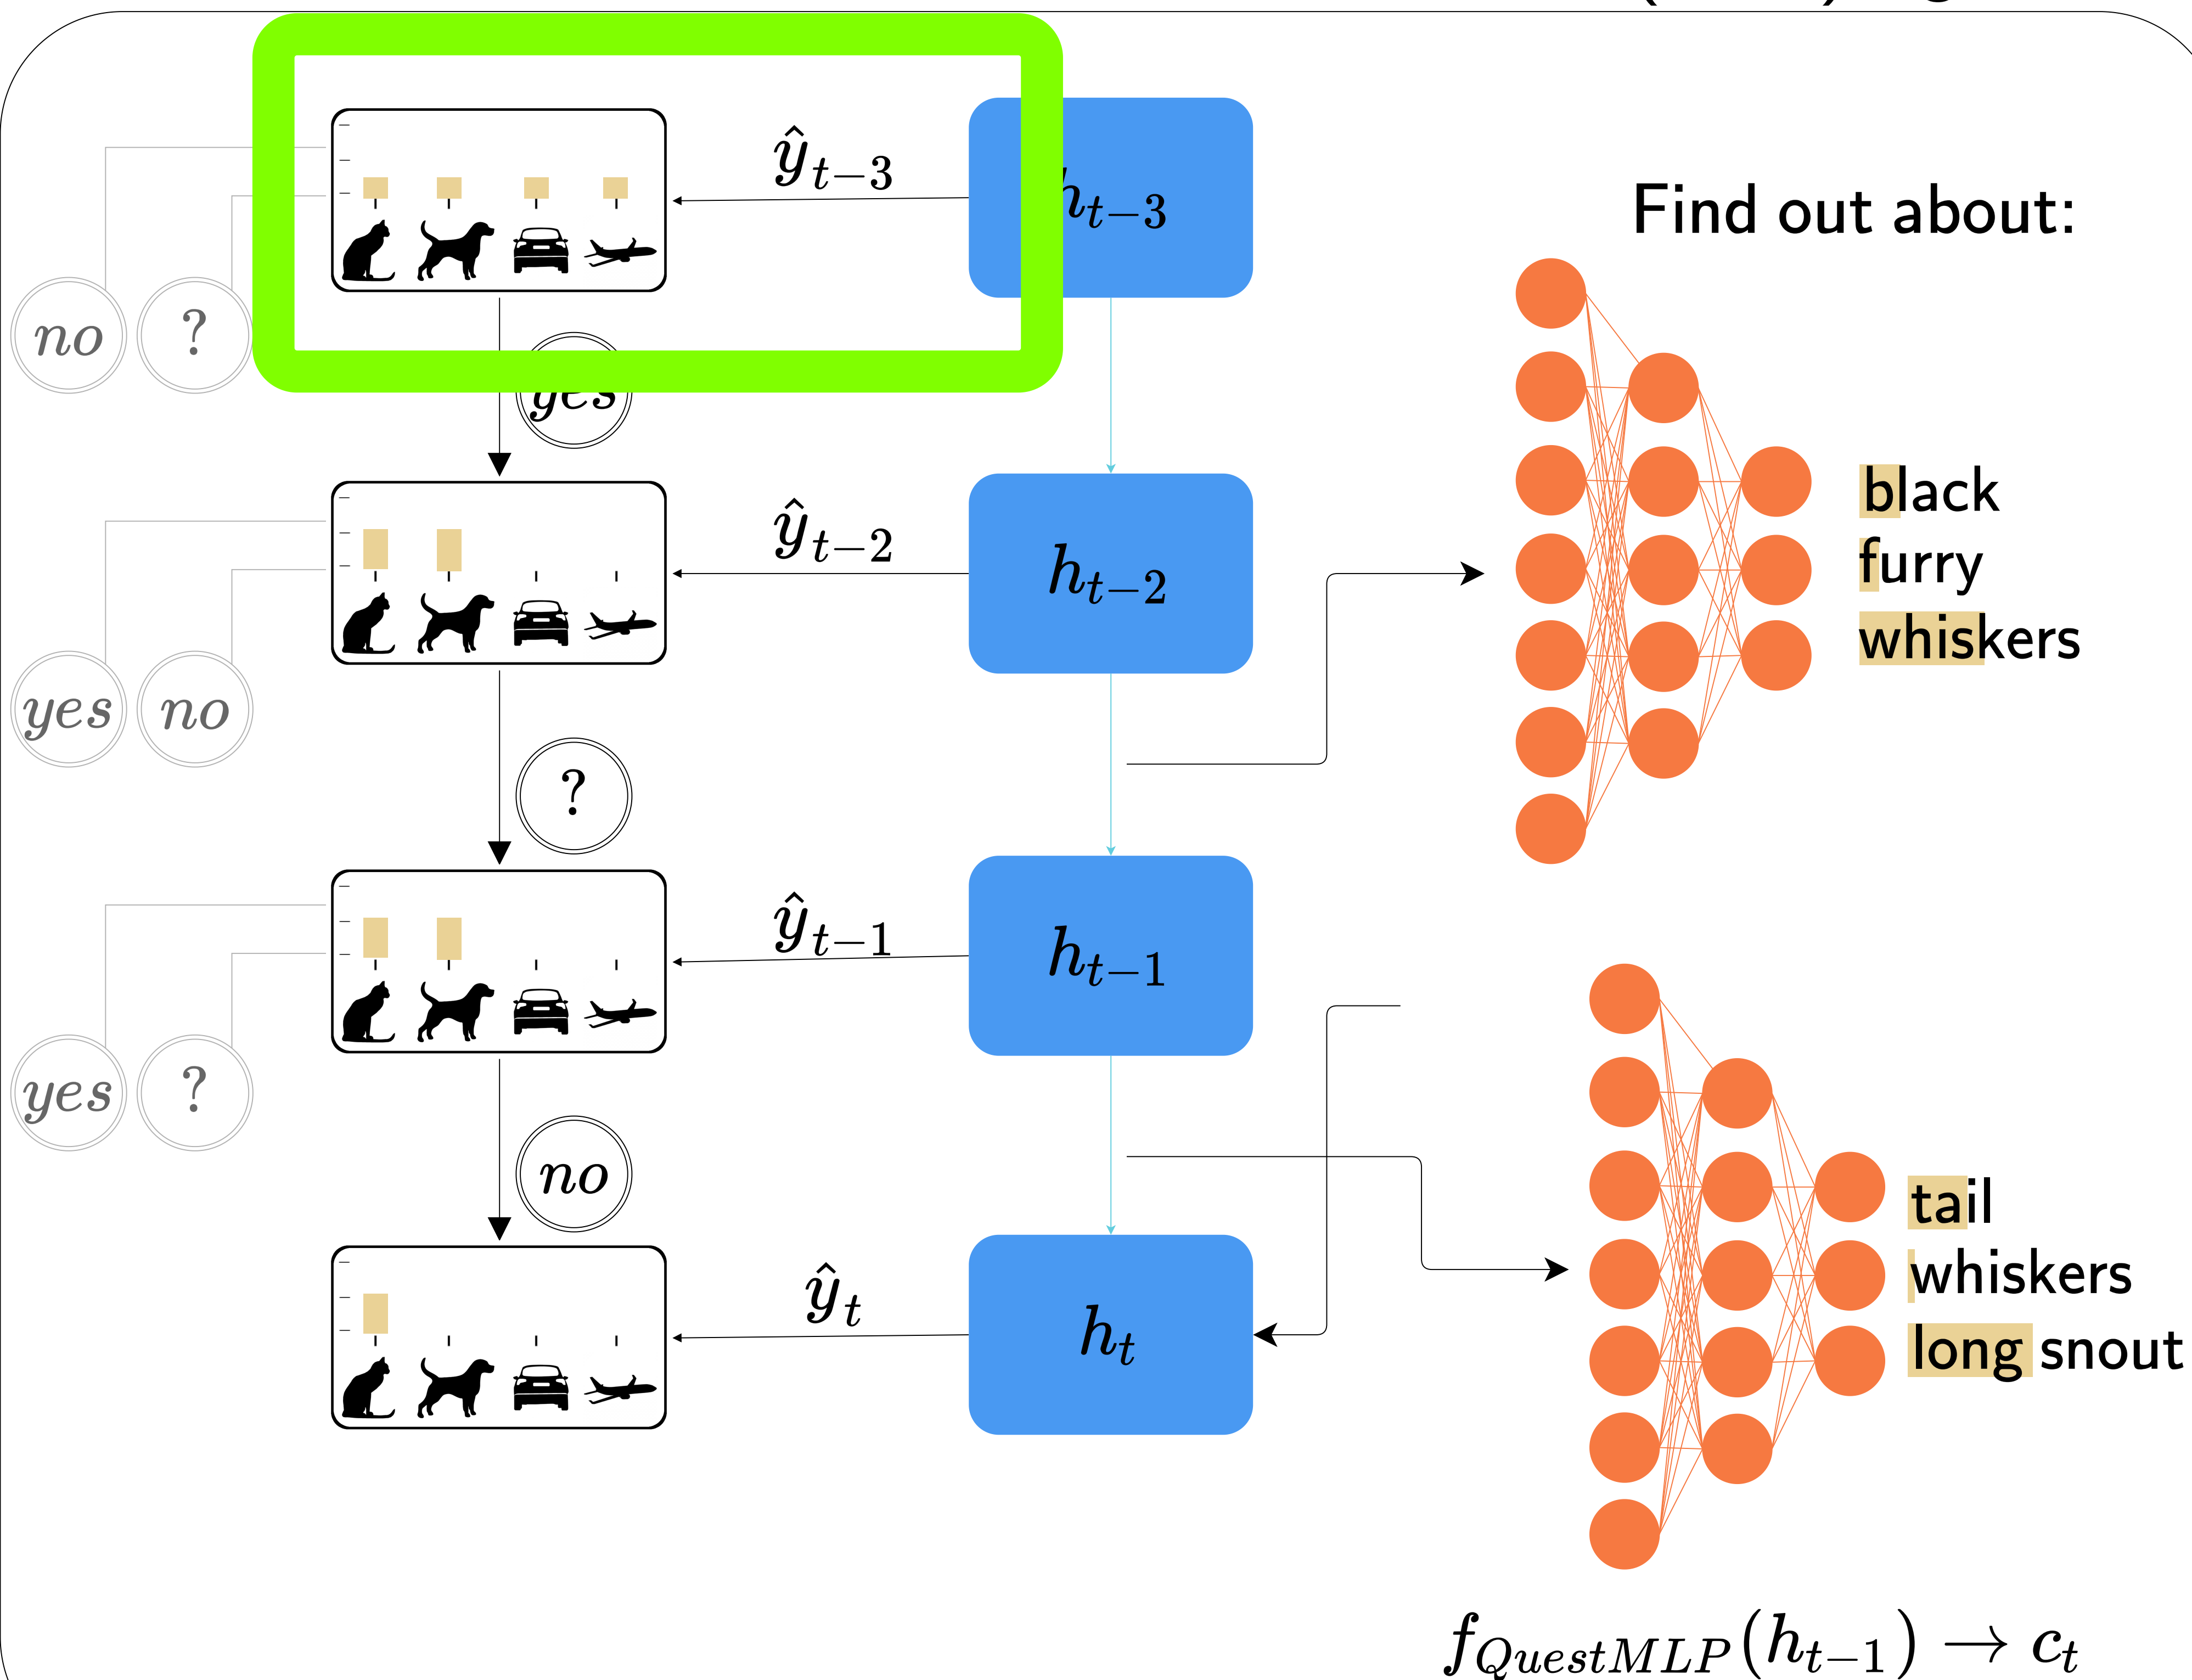 ŷ_{t−3}
h_{t−3}
Find out about:
no
?
yes
black
furry
whiskers
ŷ_{t−2}
h_{t−2}
yes
no
?
ŷ_{t−1}
h_{t−1}
yes
?
no
tail
whiskers
long snout
ŷ_t
h_t
f_{QuestMLP}(h_{t−1}) → c_t